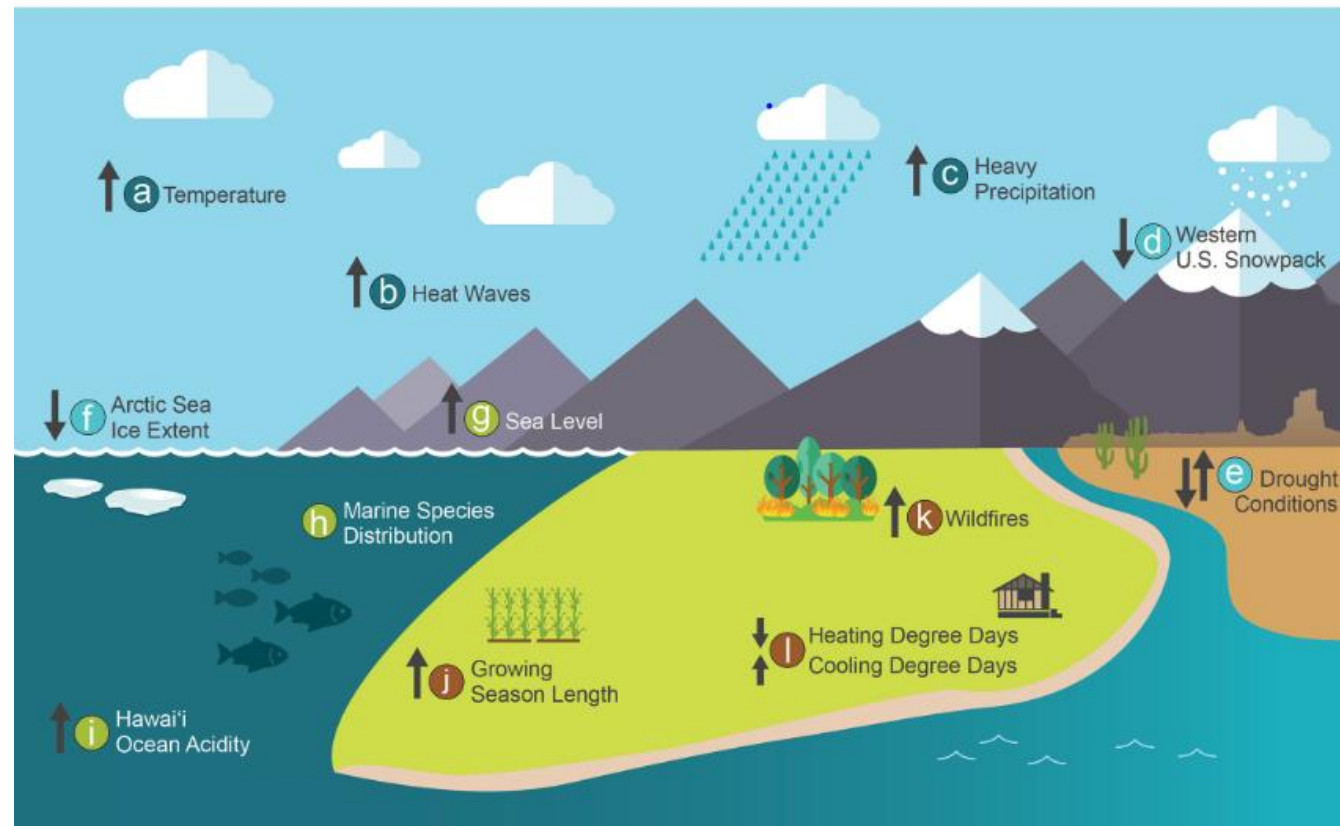 a Temperature
b Heat Waves
c Heavy
Precipitation
d Western
U.S. Snowpack
f Arctic Sea
Ice Extent
g Sea Level
e Drought
Conditions
h Marine Species
Distribution
k Wildfires
j Growing
Season Length
l Heating Degree Days
Cooling Degree Days
i Hawaiʻi
Ocean Acidity